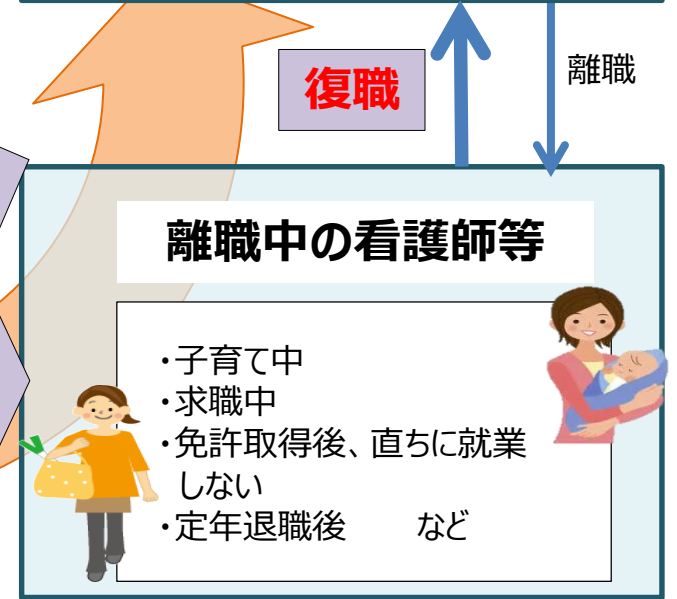 復職
離職
離職中の看護師等
・子育て中
・求職中
・免許取得後、直ちに就業
しない
・定年退職後　　など